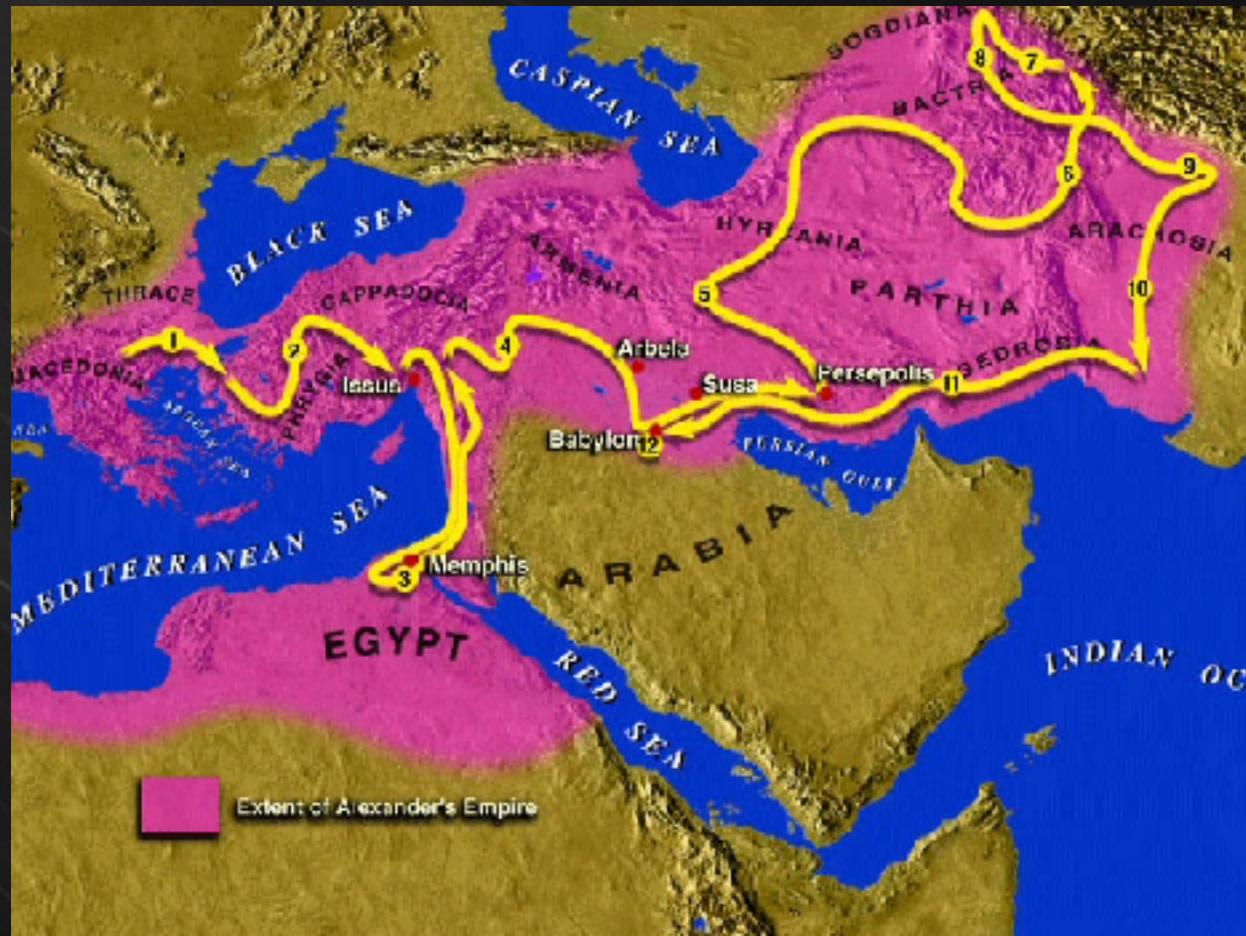 SOGDIANA
8
7
CASPIAN SEA
BACTRIA
9
6
BLACK SEA
HYRCANIA
ARACHOSIA
ARMENIA
THRACE
CAPPADOCIA
5
PARTHIA
10
1
2
4
MACEDONIA
PHRYGIA
Issus
Arbela
GEDROSIA
Susa
Persepolis
11
AEGEAN SEA
SEA
Babylon
12
PERSIAN GULF
MEDITERRANEAN SEA
3
Memphis
ARABIA
EGYPT
RED SEA
INDIAN OC
Extent of Alexander's Empire